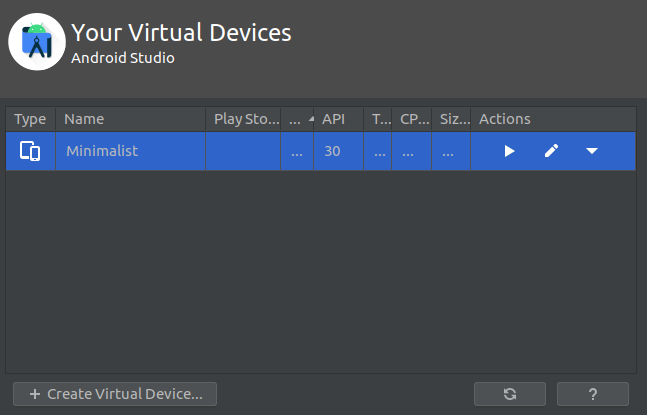 Your Virtual Devices
Android Studio
Type Name Play Sto... ... API T... CP... Siz... Actions
Minimalist ... 30 ... ... ...
+ Create Virtual Device... ?